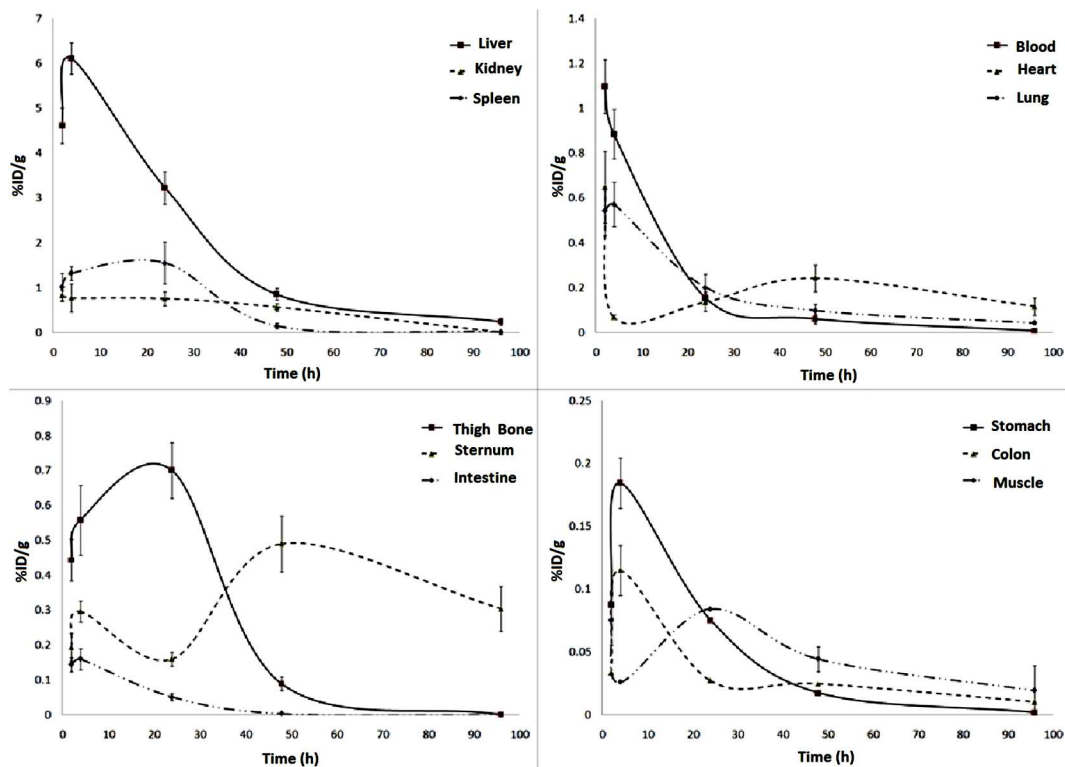 7
6
5
4
3
2
1
0
%ID/g
Liver
Kidney
Spleen
0 10 20 30 40 50 60 70 80 90 100
Time (h)
1.4
1.2
1
0.8
0.6
0.4
0.2
0
%ID/g
Blood
Heart
Lung
0 10 20 30 40 50 60 70 80 90 100
Time (h)
0.9
0.8
0.7
0.6
0.5
0.4
0.3
0.2
0.1
0
%ID/g
Thigh Bone
Sternum
Intestine
0 10 20 30 40 50 60 70 80 90 100
Time (h)
0.25
0.2
0.15
0.1
0.05
0
%ID/g
Stomach
Colon
Muscle
0 10 20 30 40 50 60 70 80 90 100
Time (h)